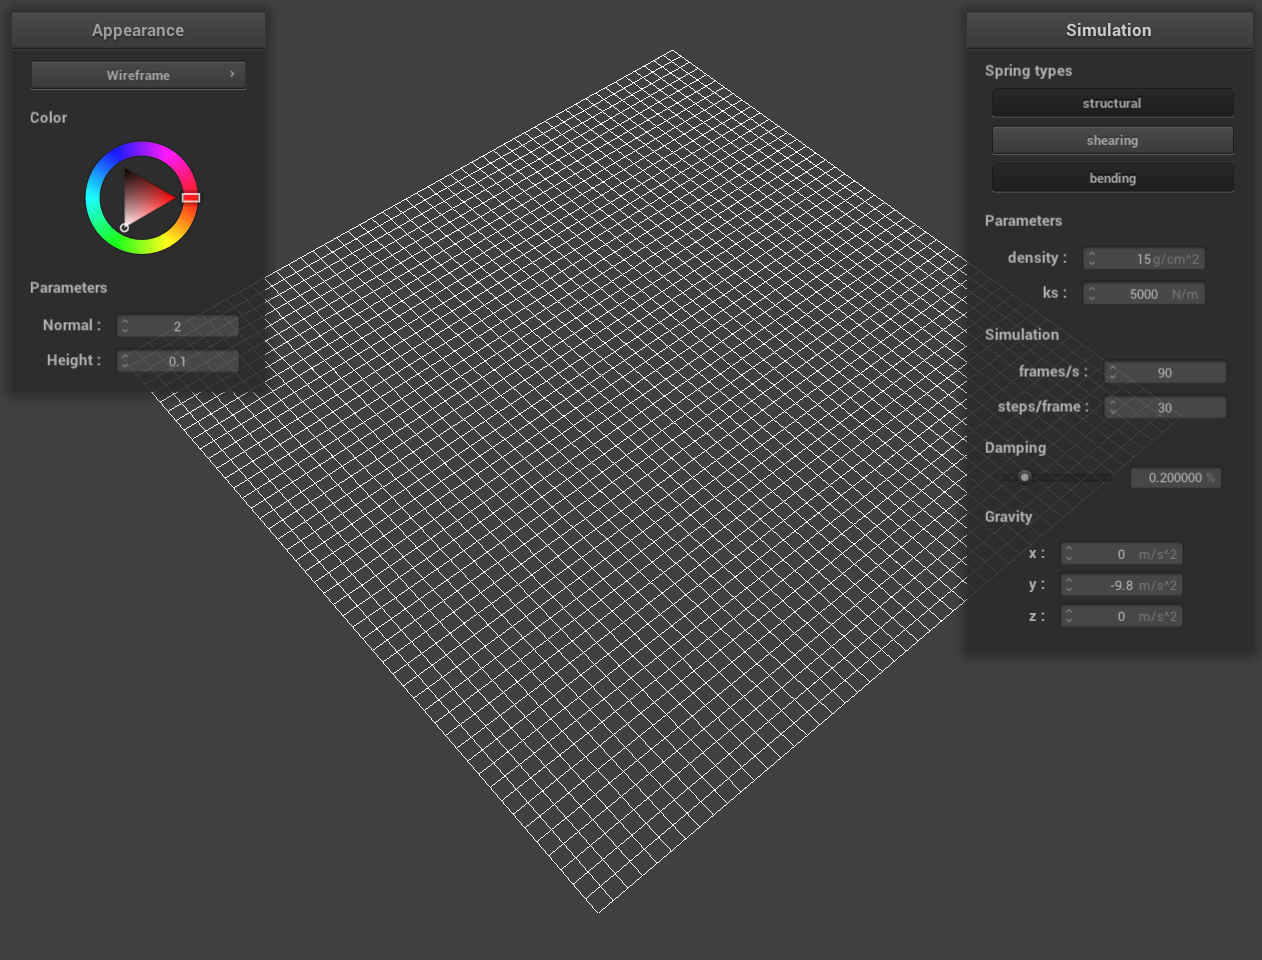 Appearance
Wireframe ›
Color
Parameters
Normal : 2
Height : 0.1
Simulation
Spring types
structural
shearing
bending
Parameters
density : 15 g/cm^2
ks : 5000 N/m
Simulation
frames/s : 90
steps/frame : 30
Damping
0.200000 %
Gravity
x : 0 m/s^2
y : -9.8 m/s^2
z : 0 m/s^2